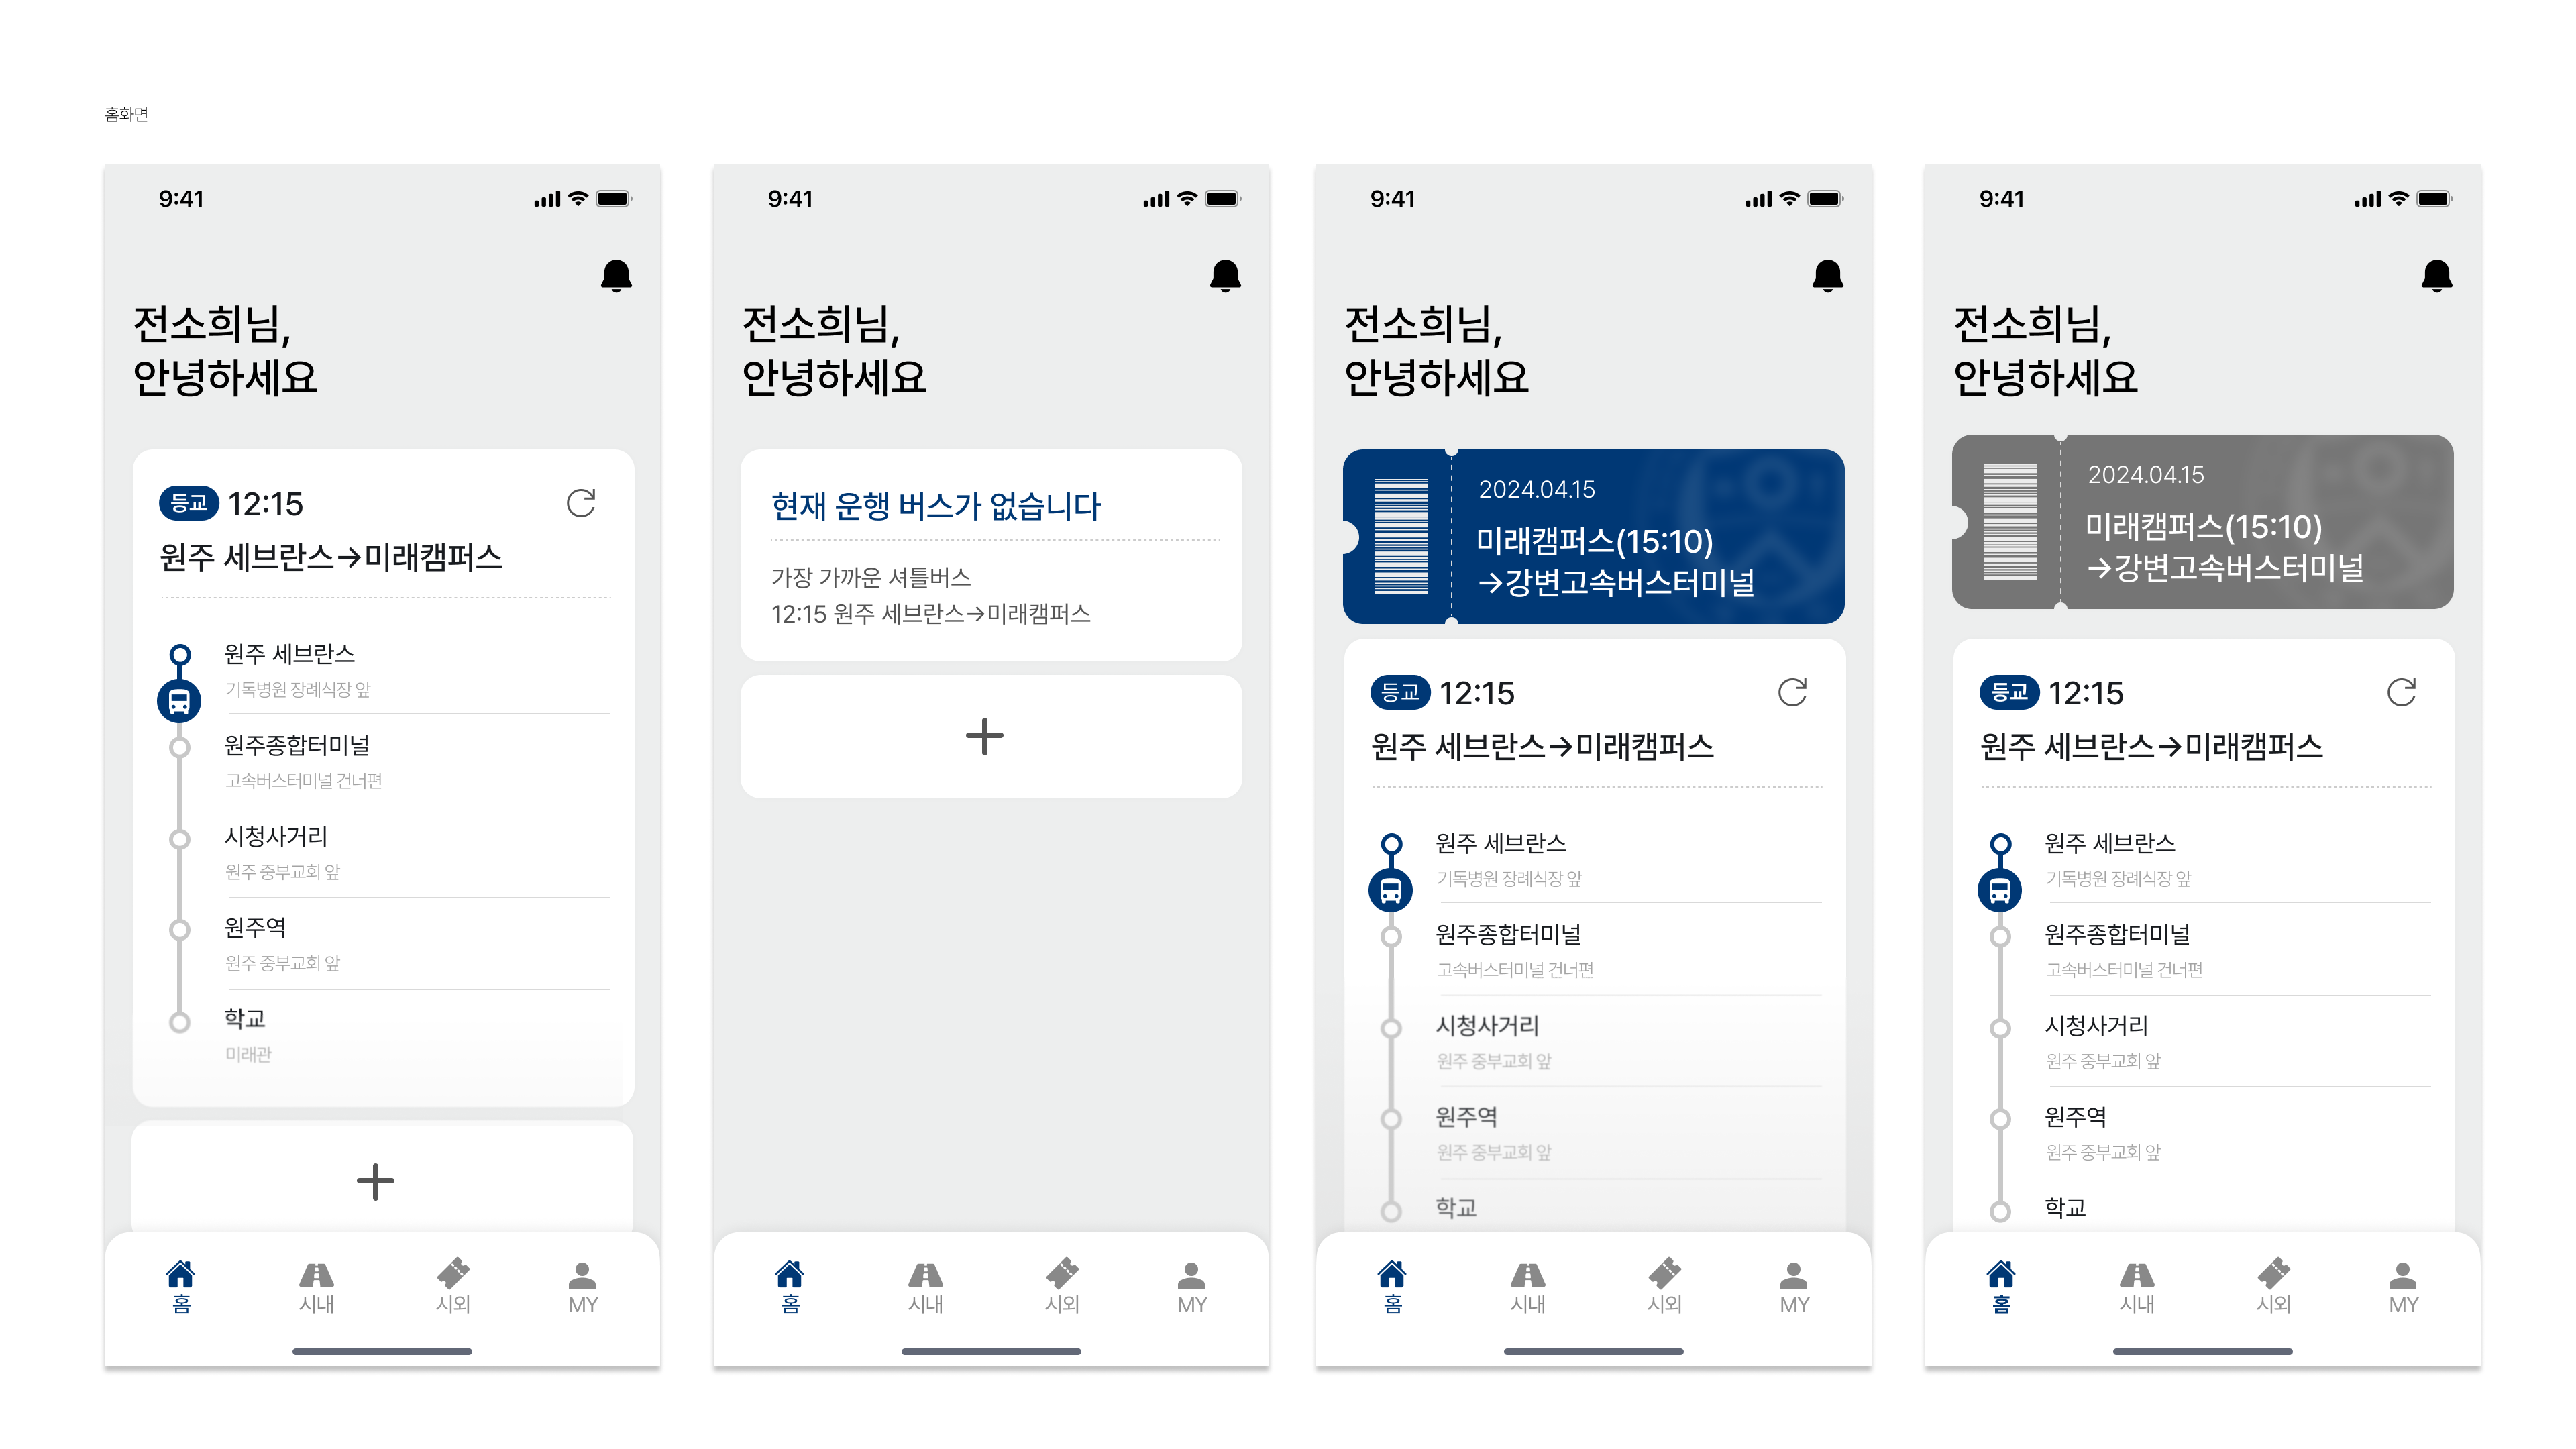 홈화면
9:41
전소희님,
안녕하세요
등교 12:15
원주 세브란스→미래캠퍼스
원주 세브란스
기독병원 장례식장 앞
원주종합터미널
고속버스터미널 건너편
시청사거리
원주 중부교회 앞
원주역
원주 중부교회 앞
학교
미래관
홈 시내 시외 MY
9:41
전소희님,
안녕하세요
현재 운행 버스가 없습니다
가장 가까운 셔틀버스
12:15 원주 세브란스→미래캠퍼스
홈 시내 시외 MY
9:41
전소희님,
안녕하세요
2024.04.15
미래캠퍼스(15:10)
→강변고속버스터미널
등교 12:15
원주 세브란스→미래캠퍼스
원주 세브란스
기독병원 장례식장 앞
원주종합터미널
고속버스터미널 건너편
시청사거리
원주 중부교회 앞
원주역
원주 중부교회 앞
학교
홈 시내 시외 MY
9:41
전소희님,
안녕하세요
2024.04.15
미래캠퍼스(15:10)
→강변고속버스터미널
등교 12:15
원주 세브란스→미래캠퍼스
원주 세브란스
기독병원 장례식장 앞
원주종합터미널
고속버스터미널 건너편
시청사거리
원주 중부교회 앞
원주역
원주 중부교회 앞
학교
홈 시내 시외 MY